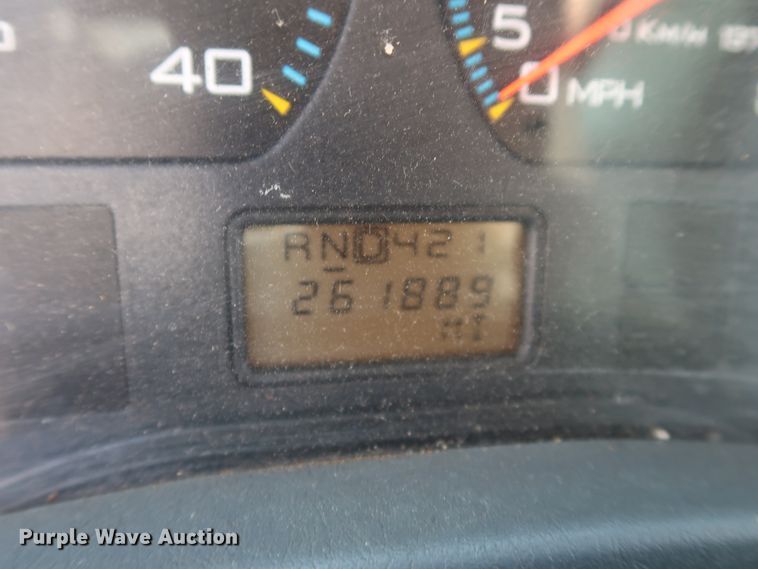 40
5
0 MPH
RND421
261889
MI
Purple Wave Auction